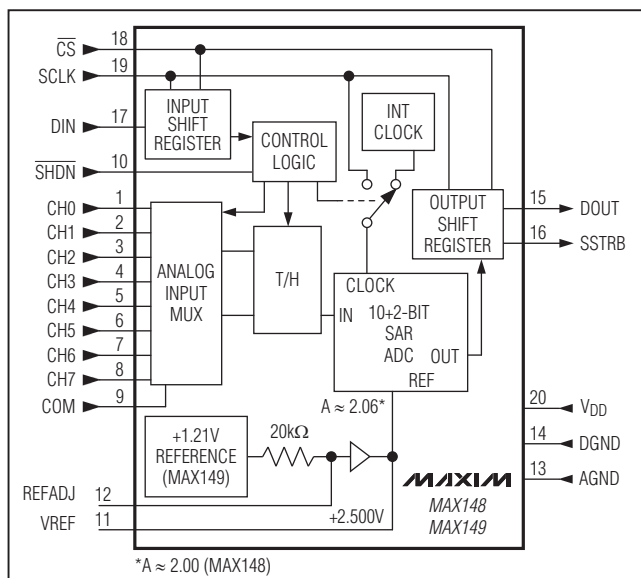 CS 18
SCLK 19
DIN 17
SHDN 10
CH0 1
CH1 2
CH2 3
CH3 4
CH4 5
CH5 6
CH6 7
CH7 8
COM 9
INPUT
SHIFT
REGISTER
CONTROL
LOGIC
INT
CLOCK
OUTPUT
SHIFT
REGISTER
15 DOUT
16 SSTRB
ANALOG
INPUT
MUX
T/H
CLOCK
IN 10+2-BIT
SAR
ADC OUT
REF
A ≈ 2.06*
20 VDD
14 DGND
13 AGND
+1.21V
REFERENCE
(MAX149)
20kΩ
REFADJ 12
VREF 11
+2.500V
MAXIM
MAX148
MAX149
*A ≈ 2.00 (MAX148)